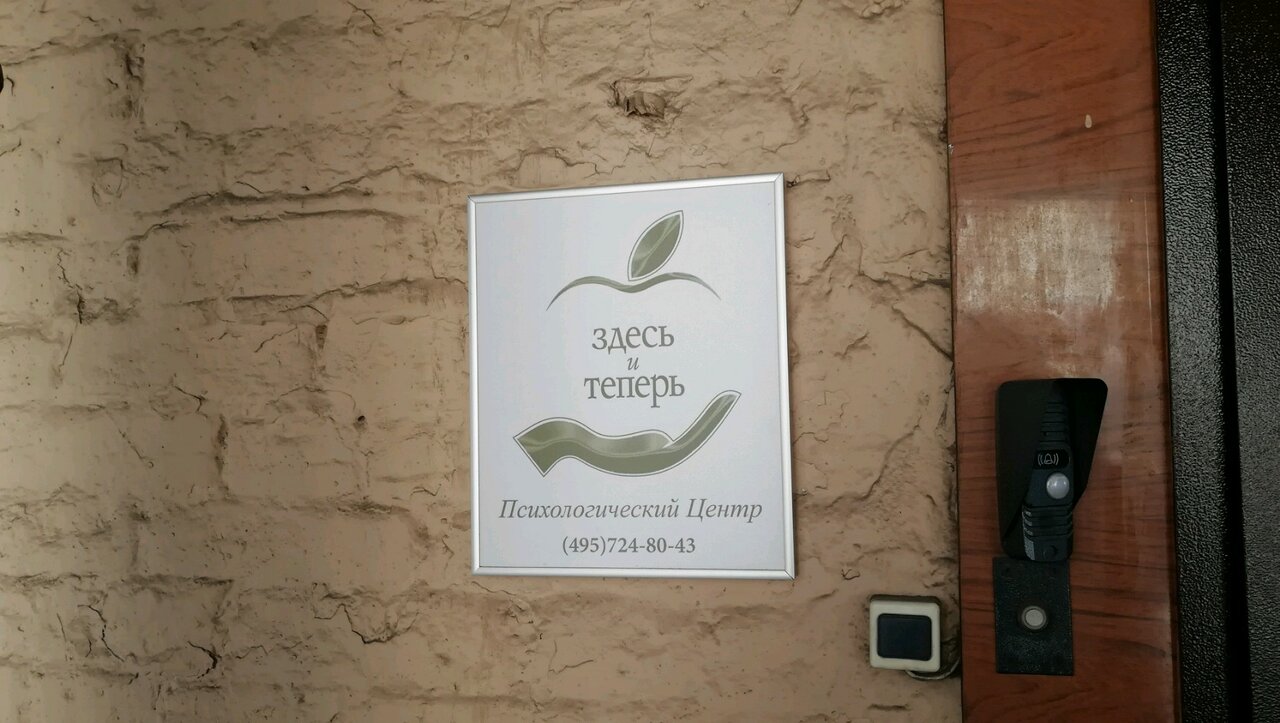 здесь
и
теперь
Психологический Центр
(495)724-80-43